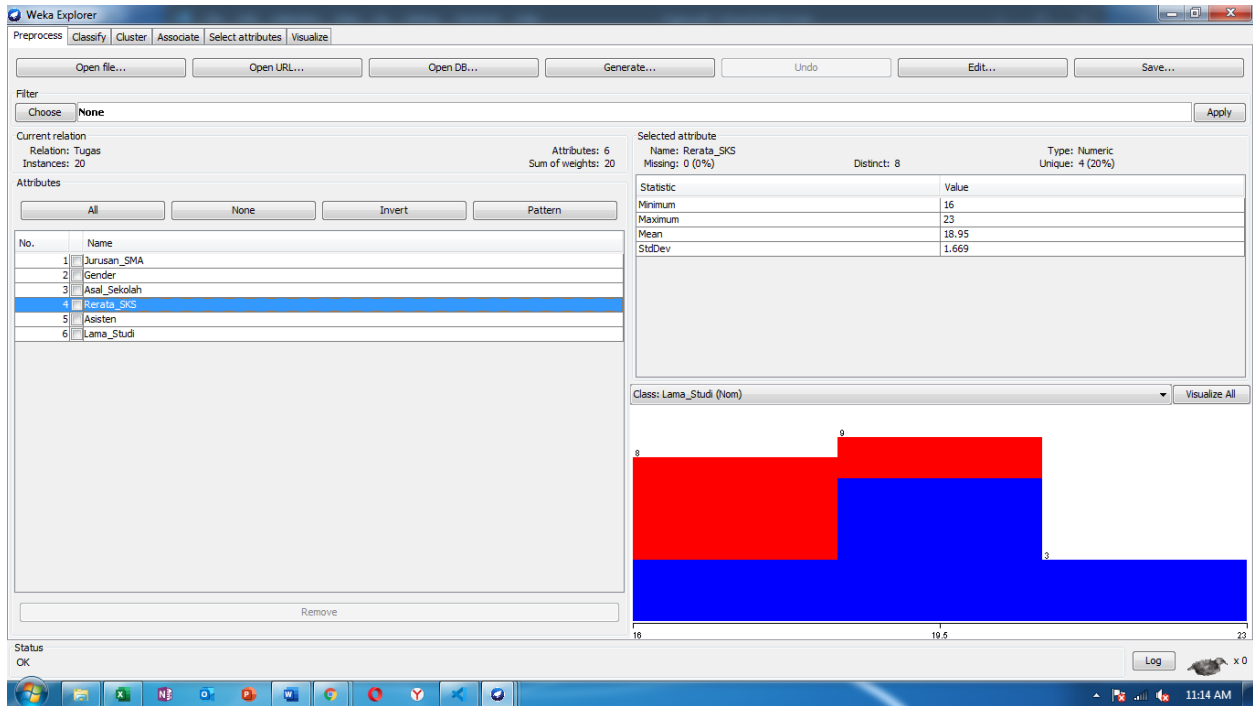 Weka Explorer
Preprocess Classify Cluster Associate Select attributes Visualize
Open file... Open URL... Open DB... Generate... Undo Edit... Save...
Filter
Choose None Apply
Current relation
Relation: Tugas Attributes: 6
Instances: 20 Sum of weights: 20
Attributes
All None Invert Pattern
No. Name
1 Jurusan_SMA
2 Gender
3 Asal_Sekolah
4 Rerata_SKS
5 Asisten
6 Lama_Studi
Remove
Selected attribute
Name: Rerata_SKS Type: Numeric
Missing: 0 (0%) Distinct: 8 Unique: 4 (20%)
Statistic Value
Minimum 16
Maximum 23
Mean 18.95
StdDev 1.669
Class: Lama_Studi (Nom) Visualize All
8
9
3
16 19.5 23
Status
OK
Log x 0
11:14 AM